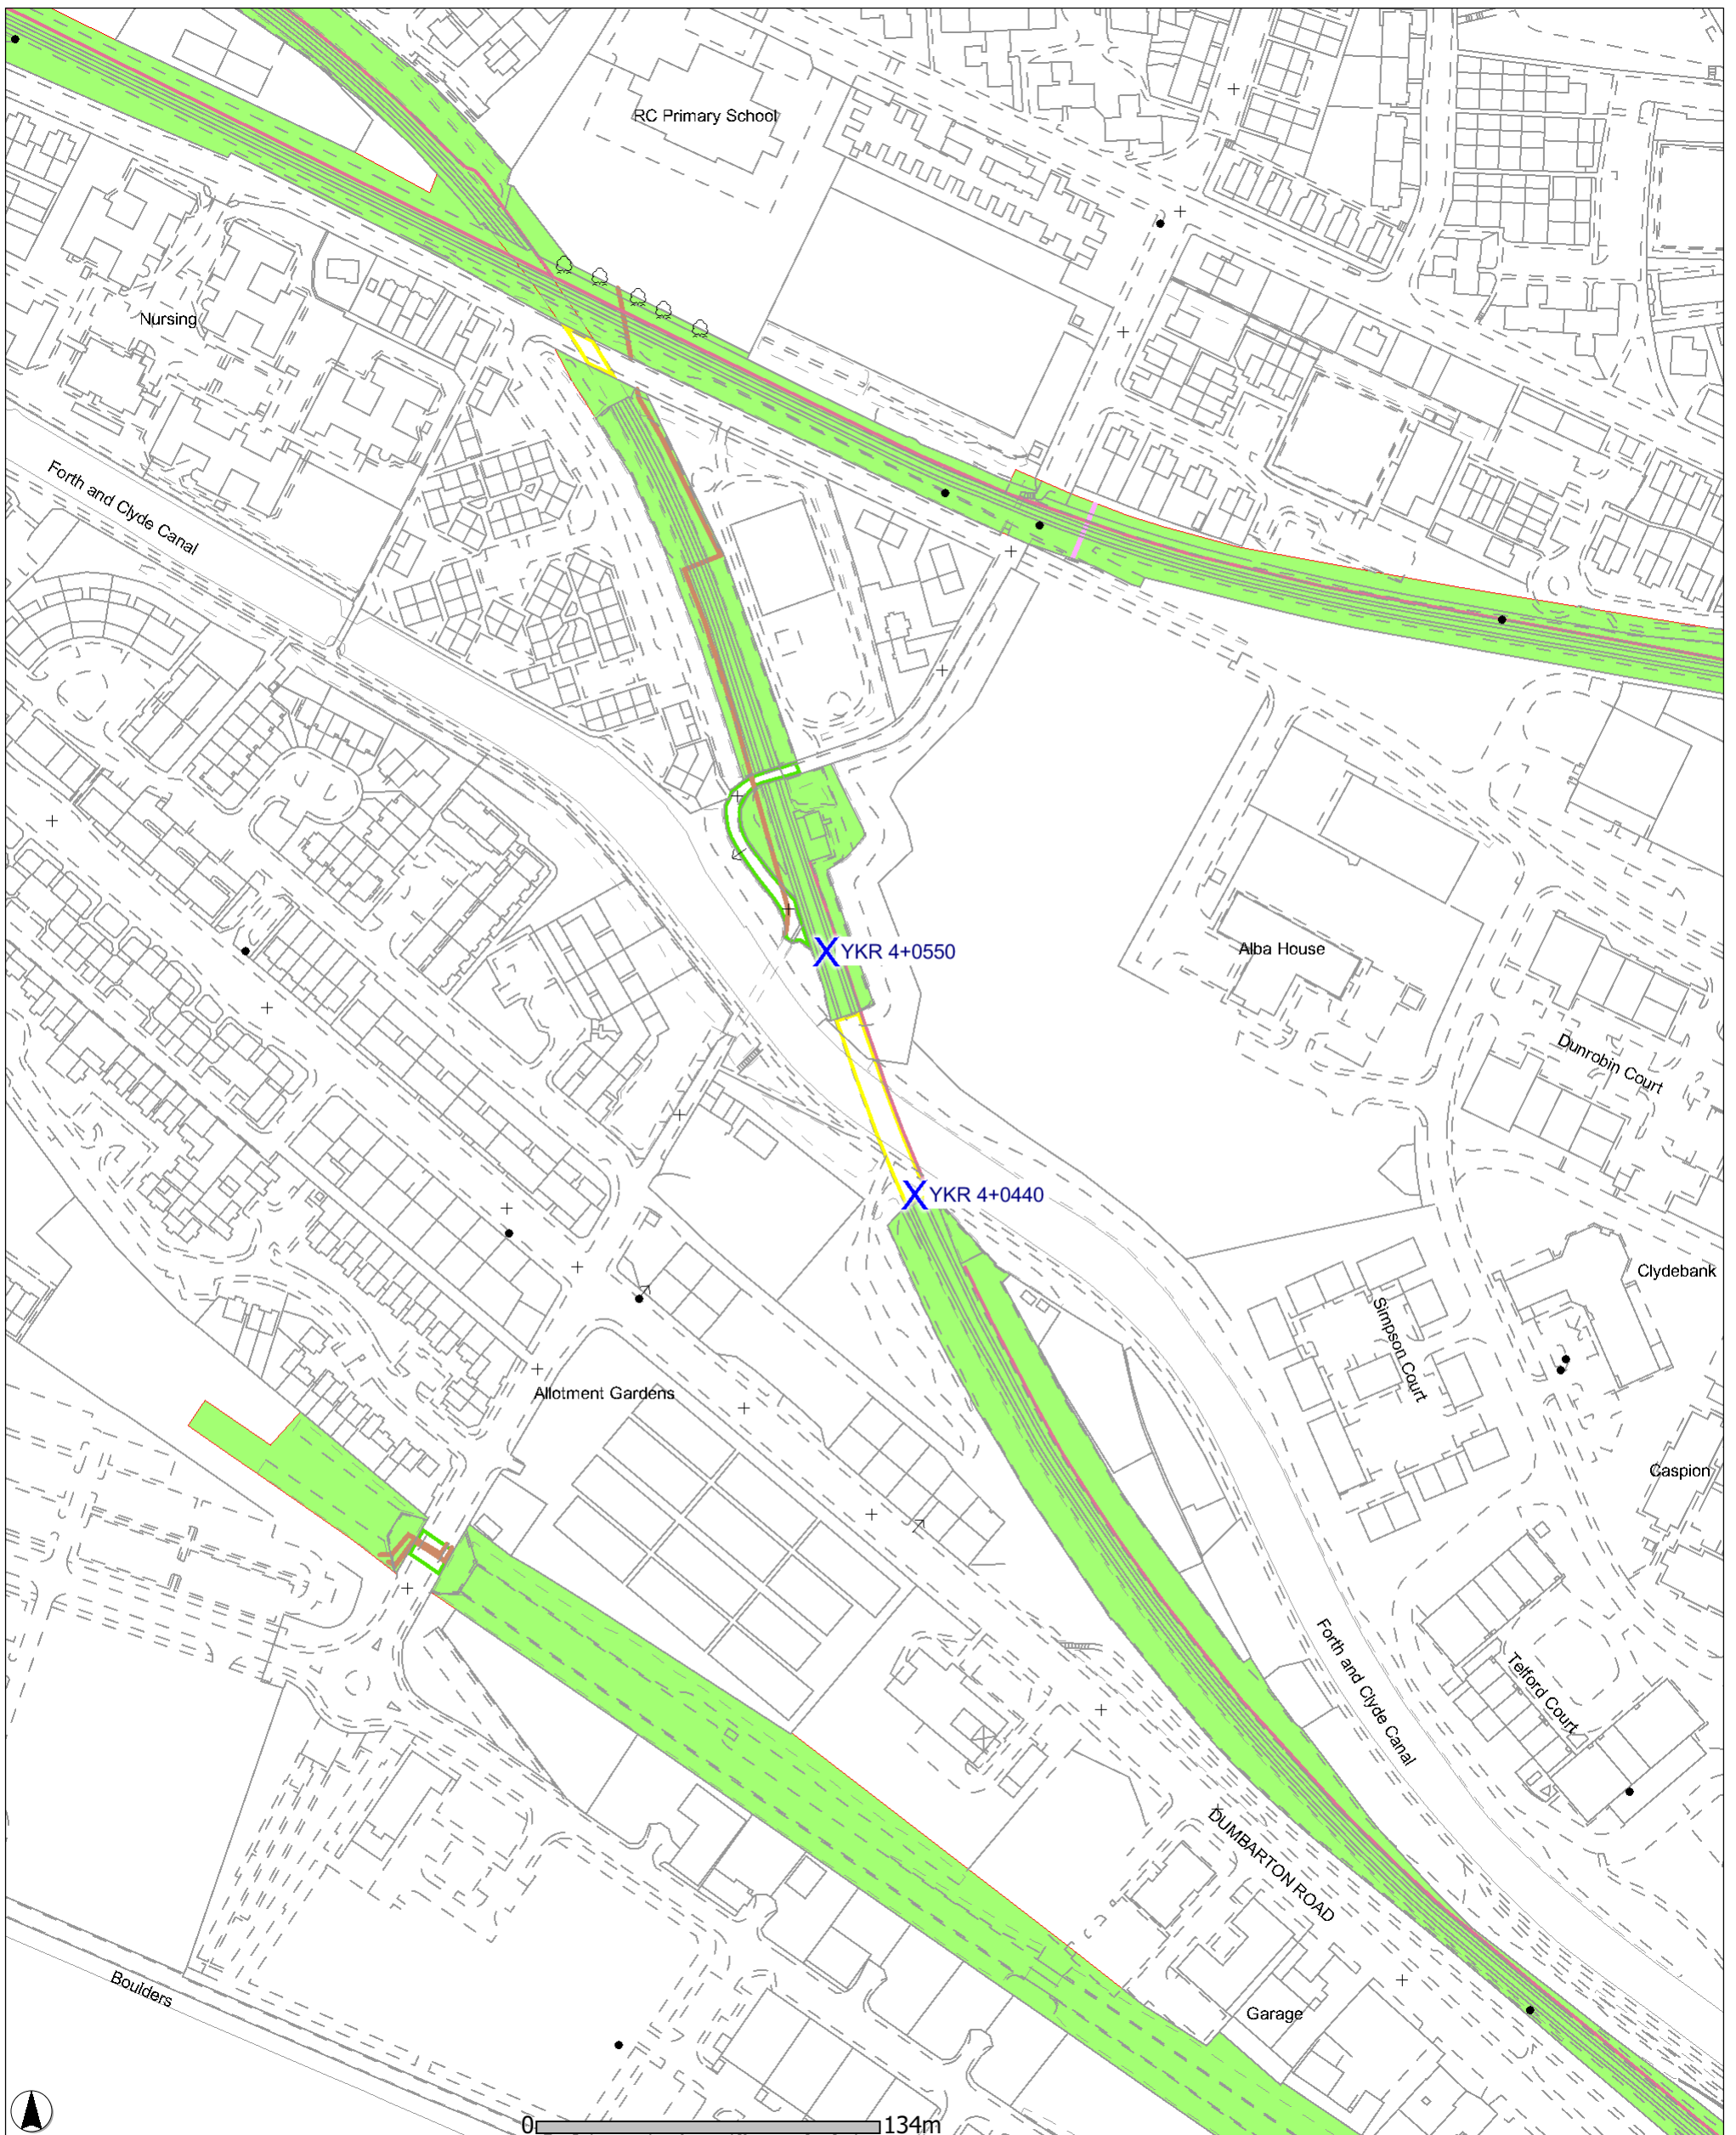 RC Primary School
Nursing
Forth and Clyde Canal
YKR 4+0550
Alba House
Dunrobin Court
YKR 4+0440
Clydebank
Simpson Court
Allotment Gardens
Caspion
Forth and Clyde Canal
Telford Court
DUMBARTON ROAD
Boulders
Garage
0 134m